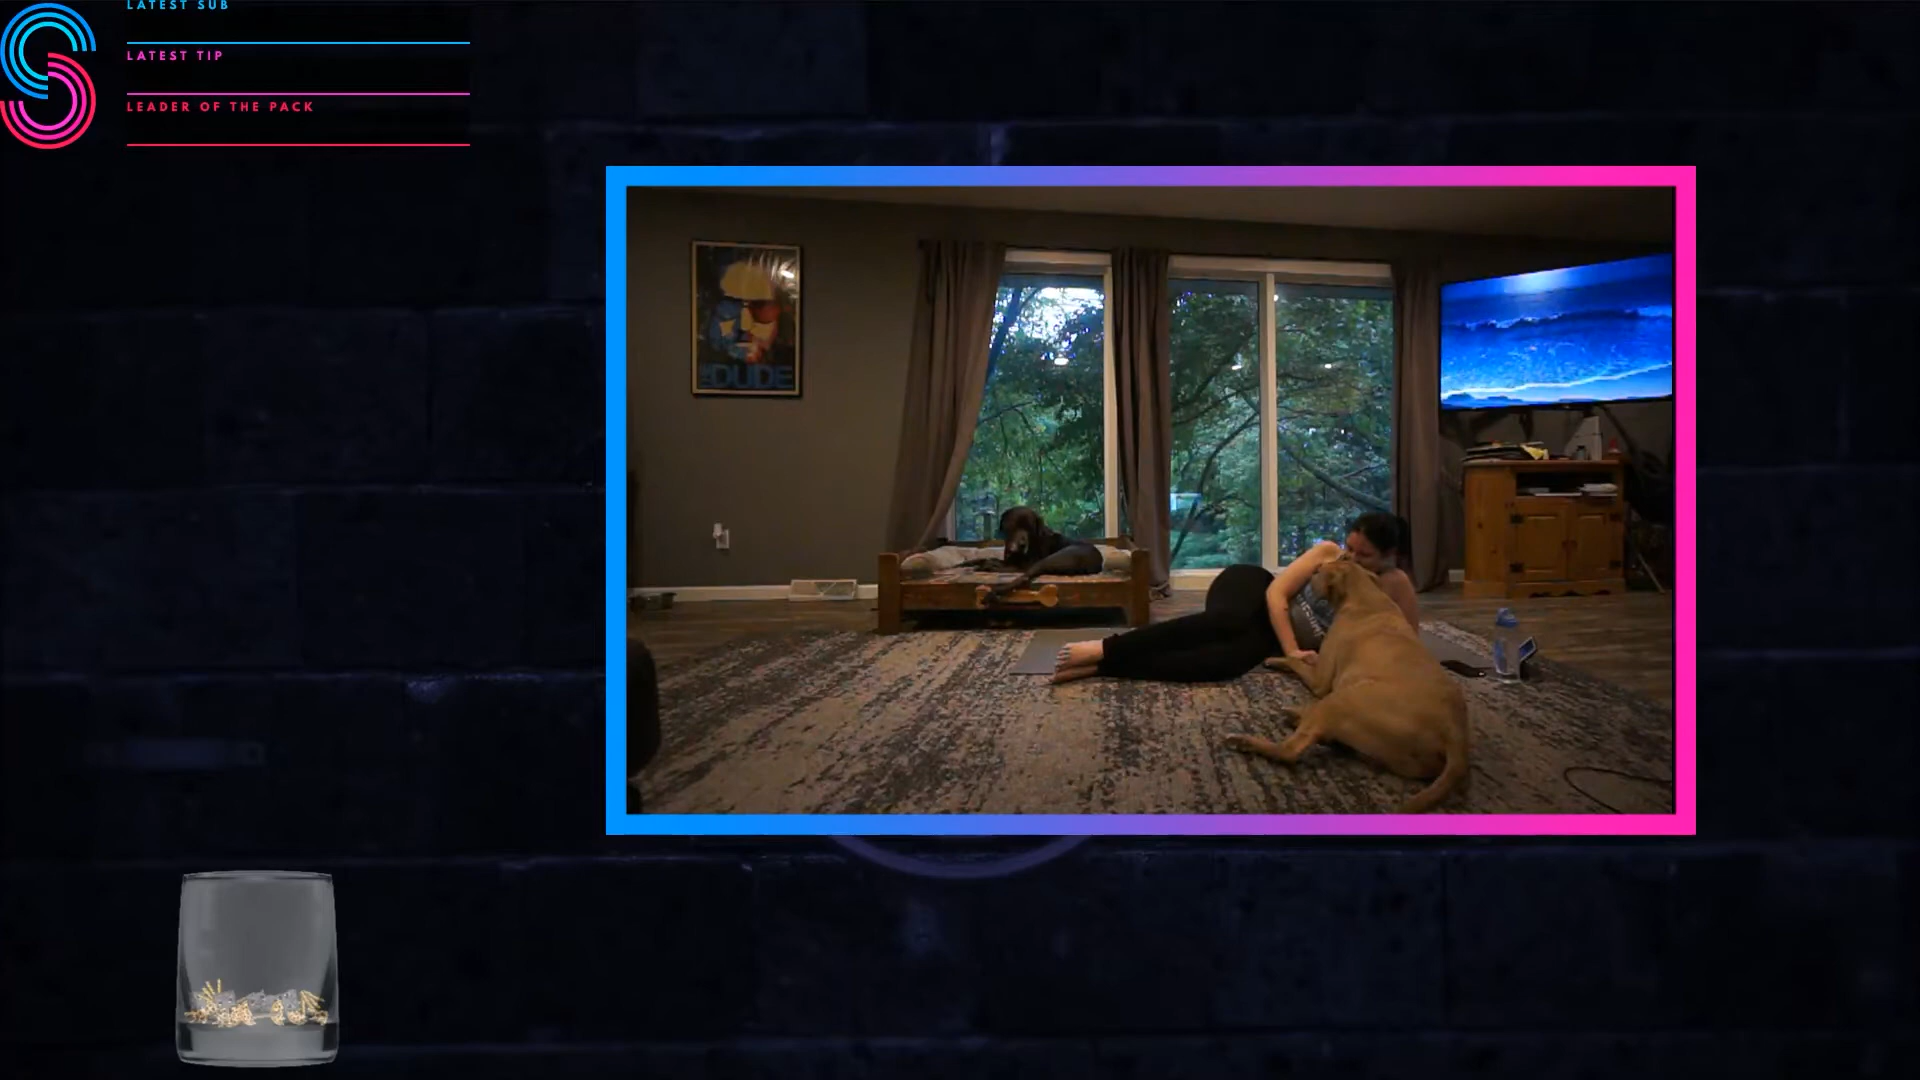 LATEST SUB
LATEST TIP
LEADER OF THE PACK
DUDE